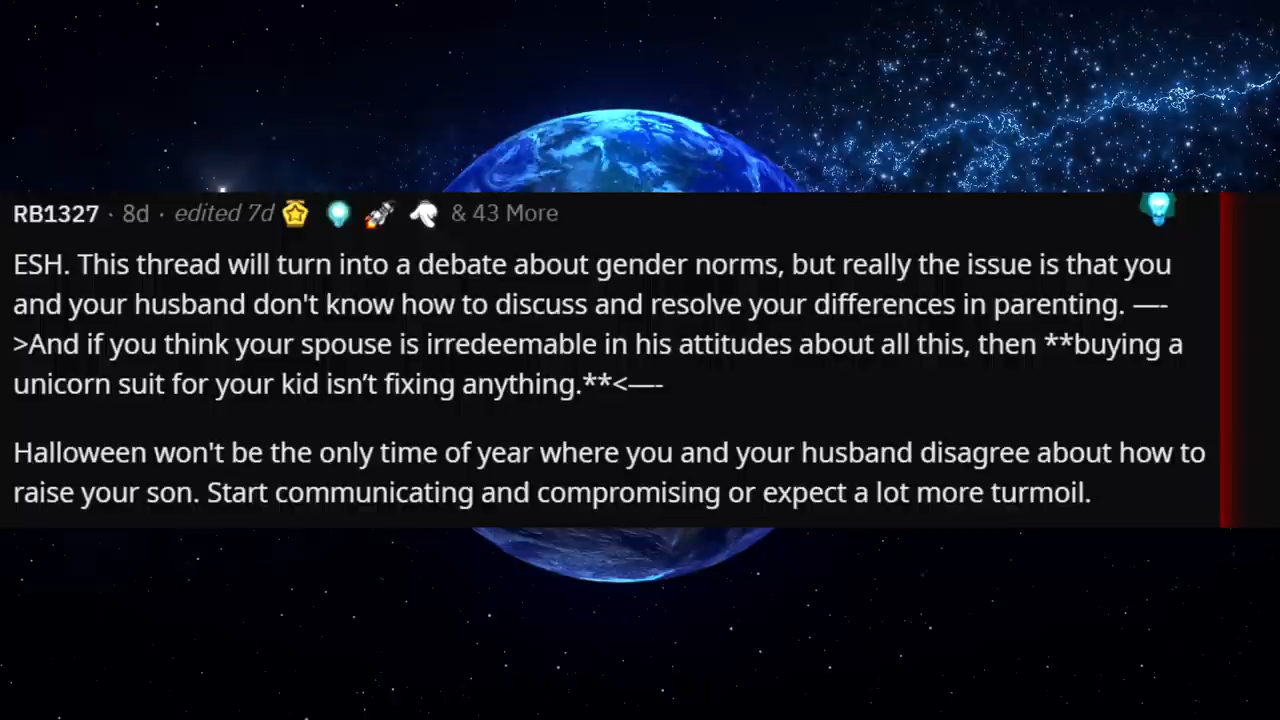 RB1327 · 8d · edited 7d & 43 More
ESH. This thread will turn into a debate about gender norms, but really the issue is that you
and your husband don't know how to discuss and resolve your differences in parenting. —-
>And if you think your spouse is irredeemable in his attitudes about all this, then **buying a
unicorn suit for your kid isn’t fixing anything.**<—-
Halloween won't be the only time of year where you and your husband disagree about how to
raise your son. Start communicating and compromising or expect a lot more turmoil.